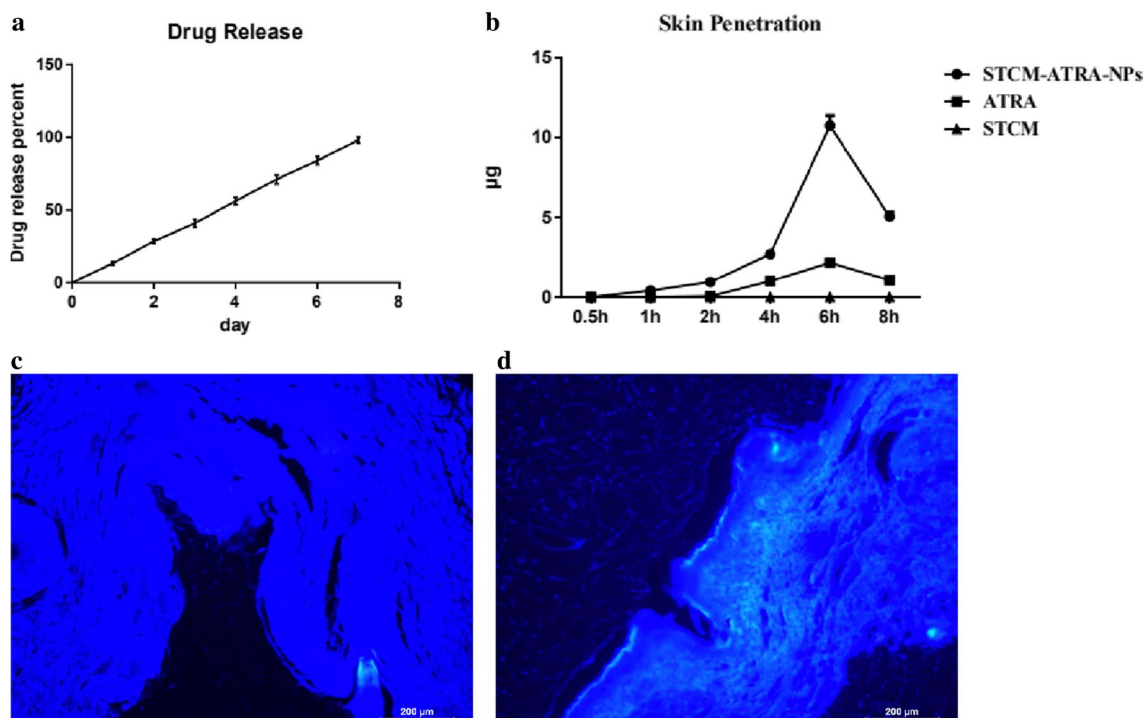 a
Drug Release
150
100
50
0
Drug release percent
0 2 4 6 8
day
b
Skin Penetration
15
10
5
0
µg
0.5h 1h 2h 4h 6h 8h
STCM-ATRA-NPs
ATRA
STCM
c
200 µm
d
200 µm